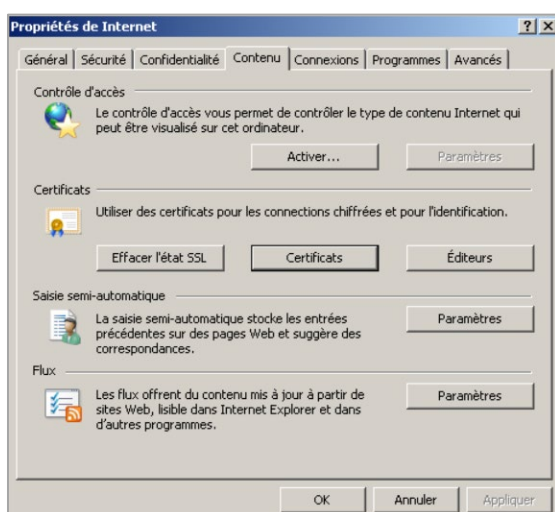 Propriétés de Internet
Général Sécurité Confidentialité Contenu Connexions Programmes Avancés
Contrôle d'accès
Le contrôle d'accès vous permet de contrôler le type de contenu Internet qui
peut être visualisé sur cet ordinateur.
Activer... Paramètres
Certificats
Utiliser des certificats pour les connections chiffrées et pour l'identification.
Effacer l'état SSL Certificats Éditeurs
Saisie semi-automatique
La saisie semi-automatique stocke les entrées
précédentes sur des pages Web et suggère des
correspondances.
Paramètres
Flux
Les flux offrent du contenu mis à jour à partir de
sites Web, lisible dans Internet Explorer et dans
d'autres programmes.
Paramètres
OK Annuler Appliquer